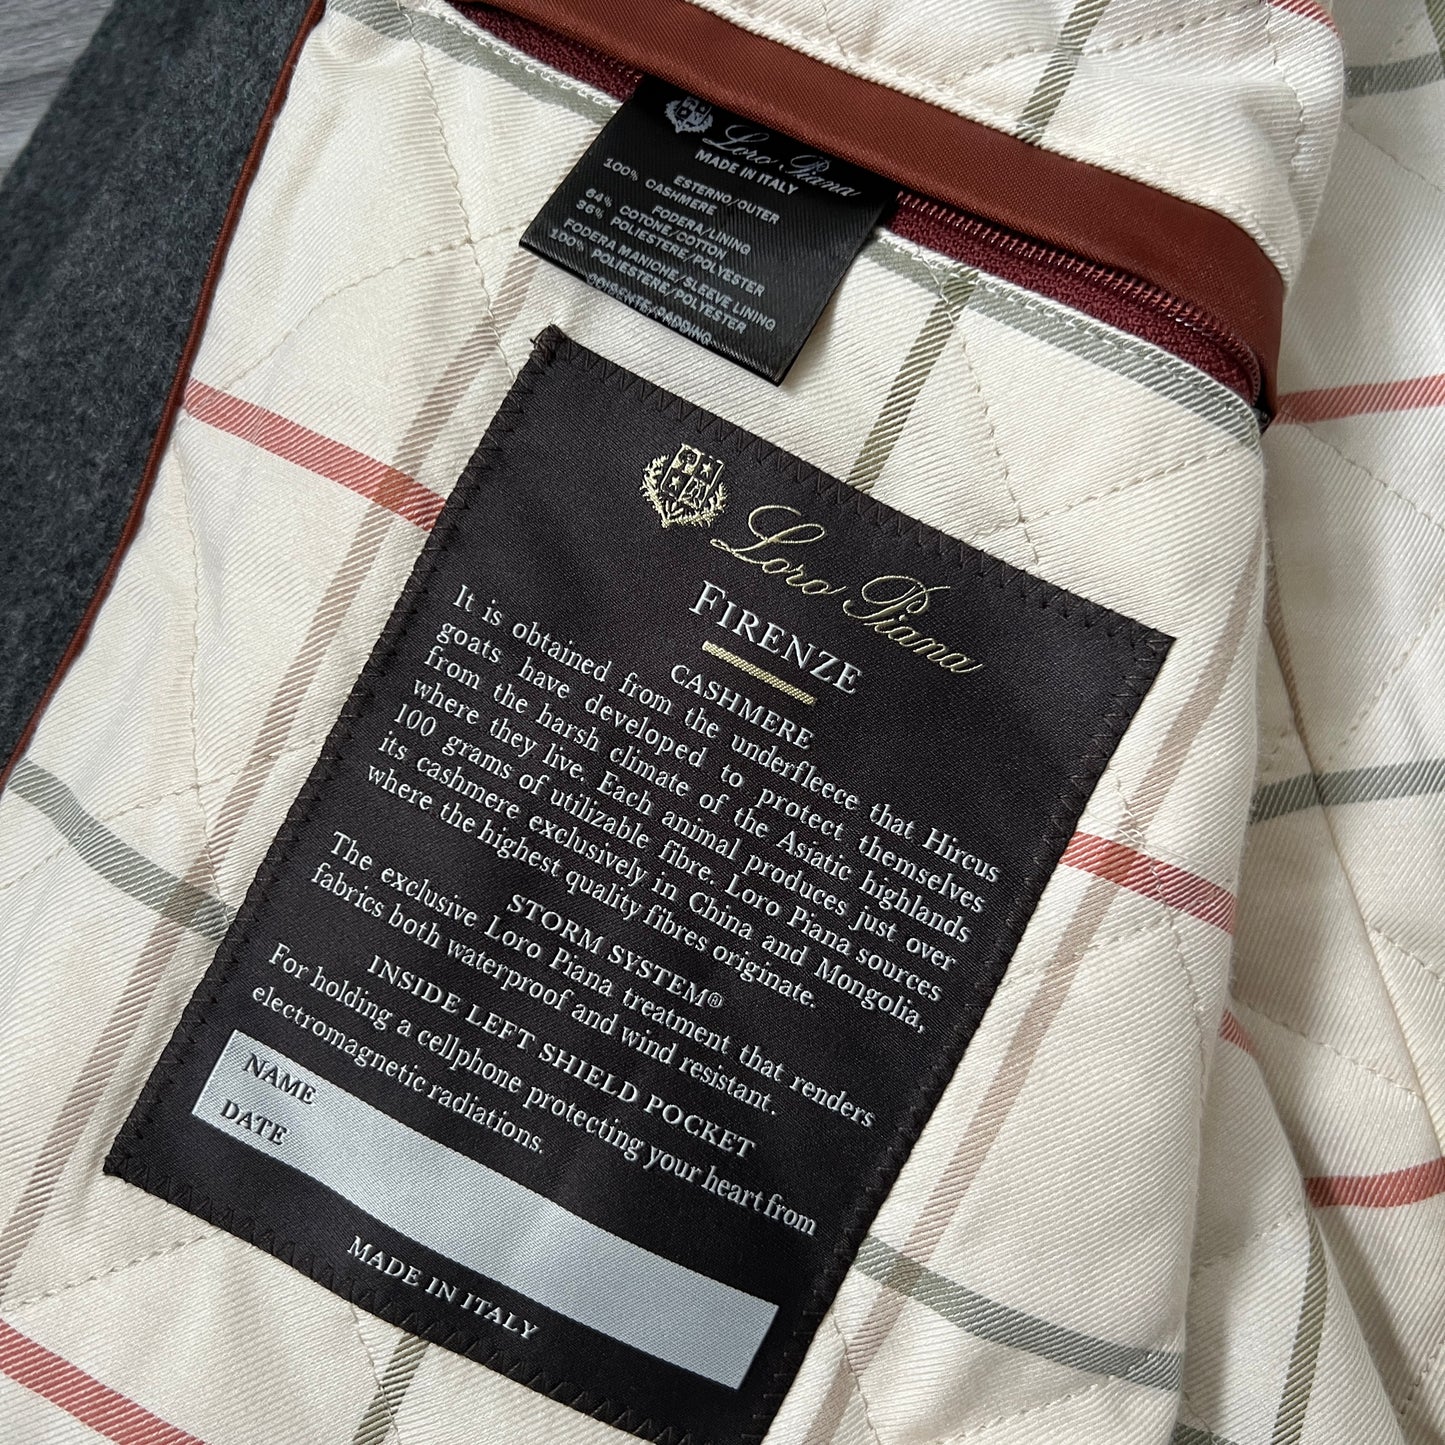 Loro Piana
MADE IN ITALY
ESTERNO/OUTER
100% CASHMERE
FODERA/LINING
64% COTONE/COTTON
36% POLIESTERE/POLYESTER
FODERA MANICHE/SLEEVE LINING
100% POLIESTERE/POLYESTER
Loro Piana
FIRENZE
CASHMERE
It is obtained from the underfleece that Hircus
goats have developed to protect themselves
from the harsh climate of the Asiatic highlands
where they live. Each animal produces just over
100 grams of utilizable fibre. Loro Piana sources
its cashmere exclusively in China and Mongolia,
where the highest quality fibres originate.
STORM SYSTEM®
The exclusive Loro Piana treatment that renders
fabrics both waterproof and wind resistant.
INSIDE LEFT SHIELD POCKET
For holding a cellphone protecting your heart from
electromagnetic radiations.
NAME
DATE
MADE IN ITALY